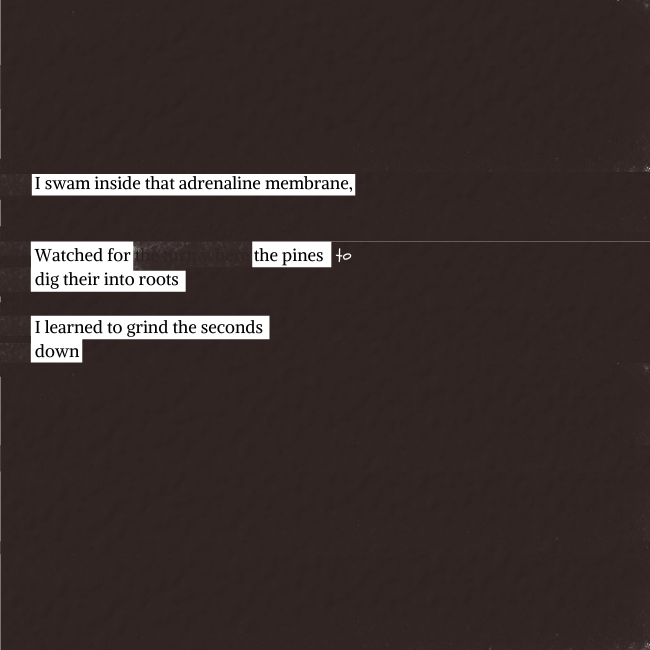 I swam inside that adrenaline membrane,
Watched for the pines to
dig their into roots
I learned to grind the seconds
down